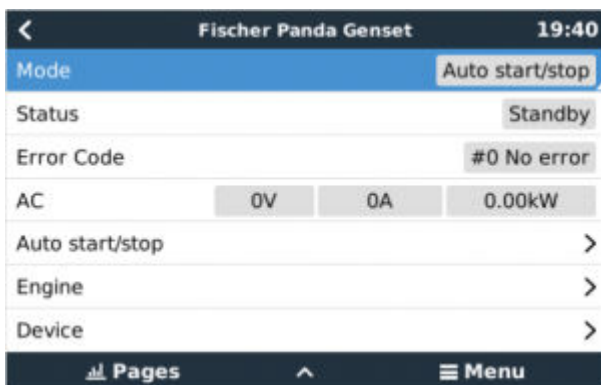 Fischer Panda Genset 19:40
Mode Auto start/stop
Status Standby
Error Code #0 No error
AC 0V 0A 0.00kW
Auto start/stop
Engine
Device
Pages Menu